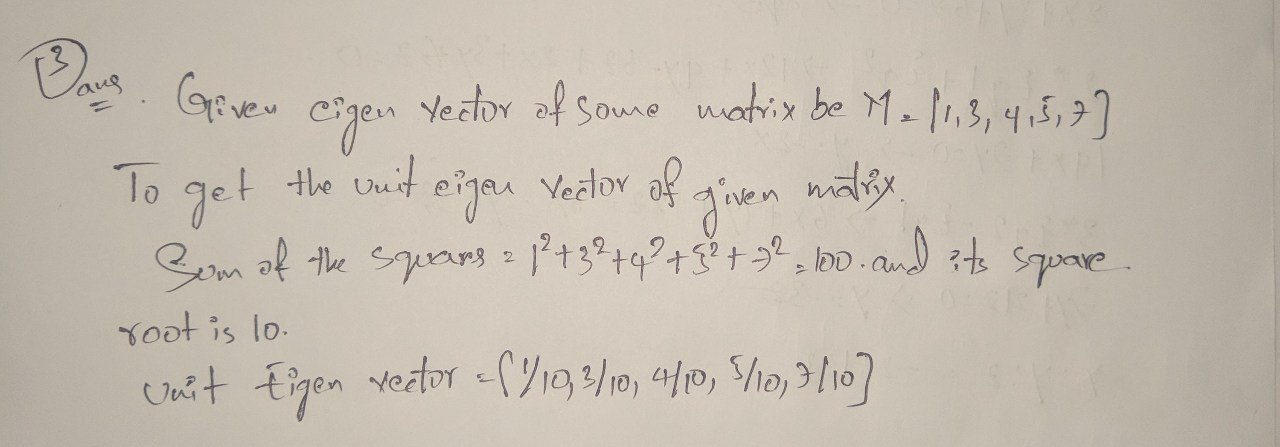 3 ans. Given eigen vector of some matrix be M = [1,3,4,5,7]
To get the unit eigen vector of given matrix.
Sum of the squars = 1²+3²+4²+5²+7² = 100. and its square
root is 10.
Unit Eigen vector = [1/10, 3/10, 4/10, 5/10, 7/10]